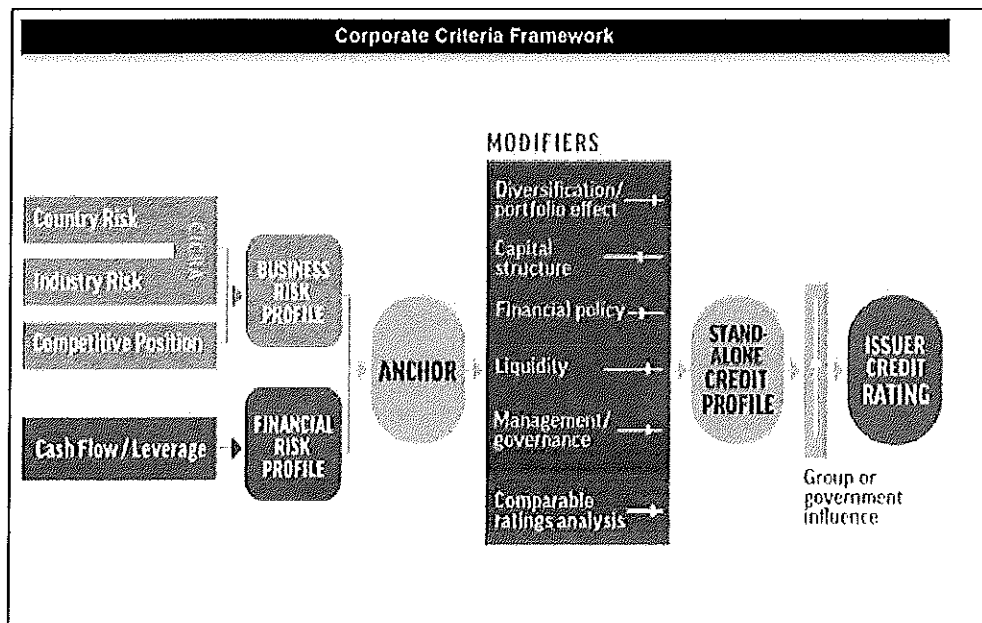 Corporate Criteria Framework
MODIFIERS
Country Risk
Industry Risk
CICRA
Competitive Position
Cash Flow / Leverage
BUSINESS
RISK
PROFILE
FINANCIAL
RISK
PROFILE
ANCHOR
Diversification/
portfolio effect
Capital
structure
Financial policy
Liquidity
Management/
governance
Comparable
ratings analysis
STAND-
ALONE
CREDIT
PROFILE
Group or
government
influence
ISSUER
CREDIT
RATING